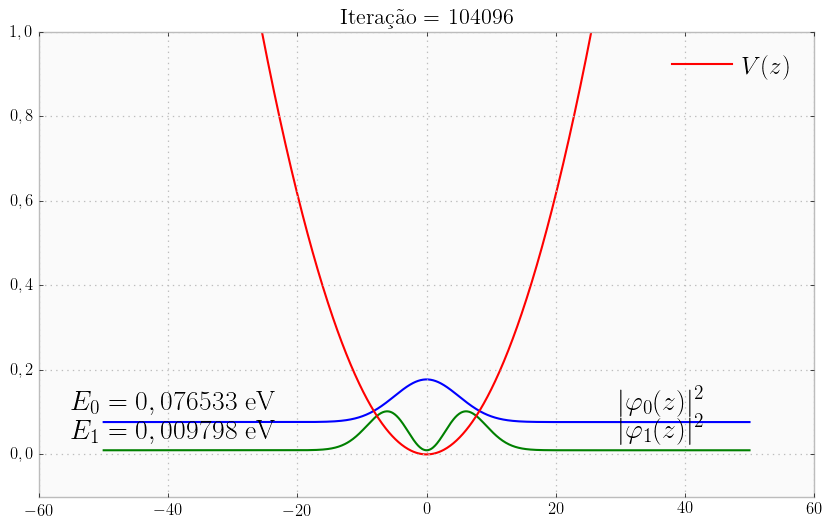 Iteração = 104096
1,0
0,8
0,6
0,4
0,2
0,0
V(z)
E₀ = 0,076533 eV
|φ₀(z)|²
E₁ = 0,009798 eV
|φ₁(z)|²
−60
−40
−20
0
20
40
60